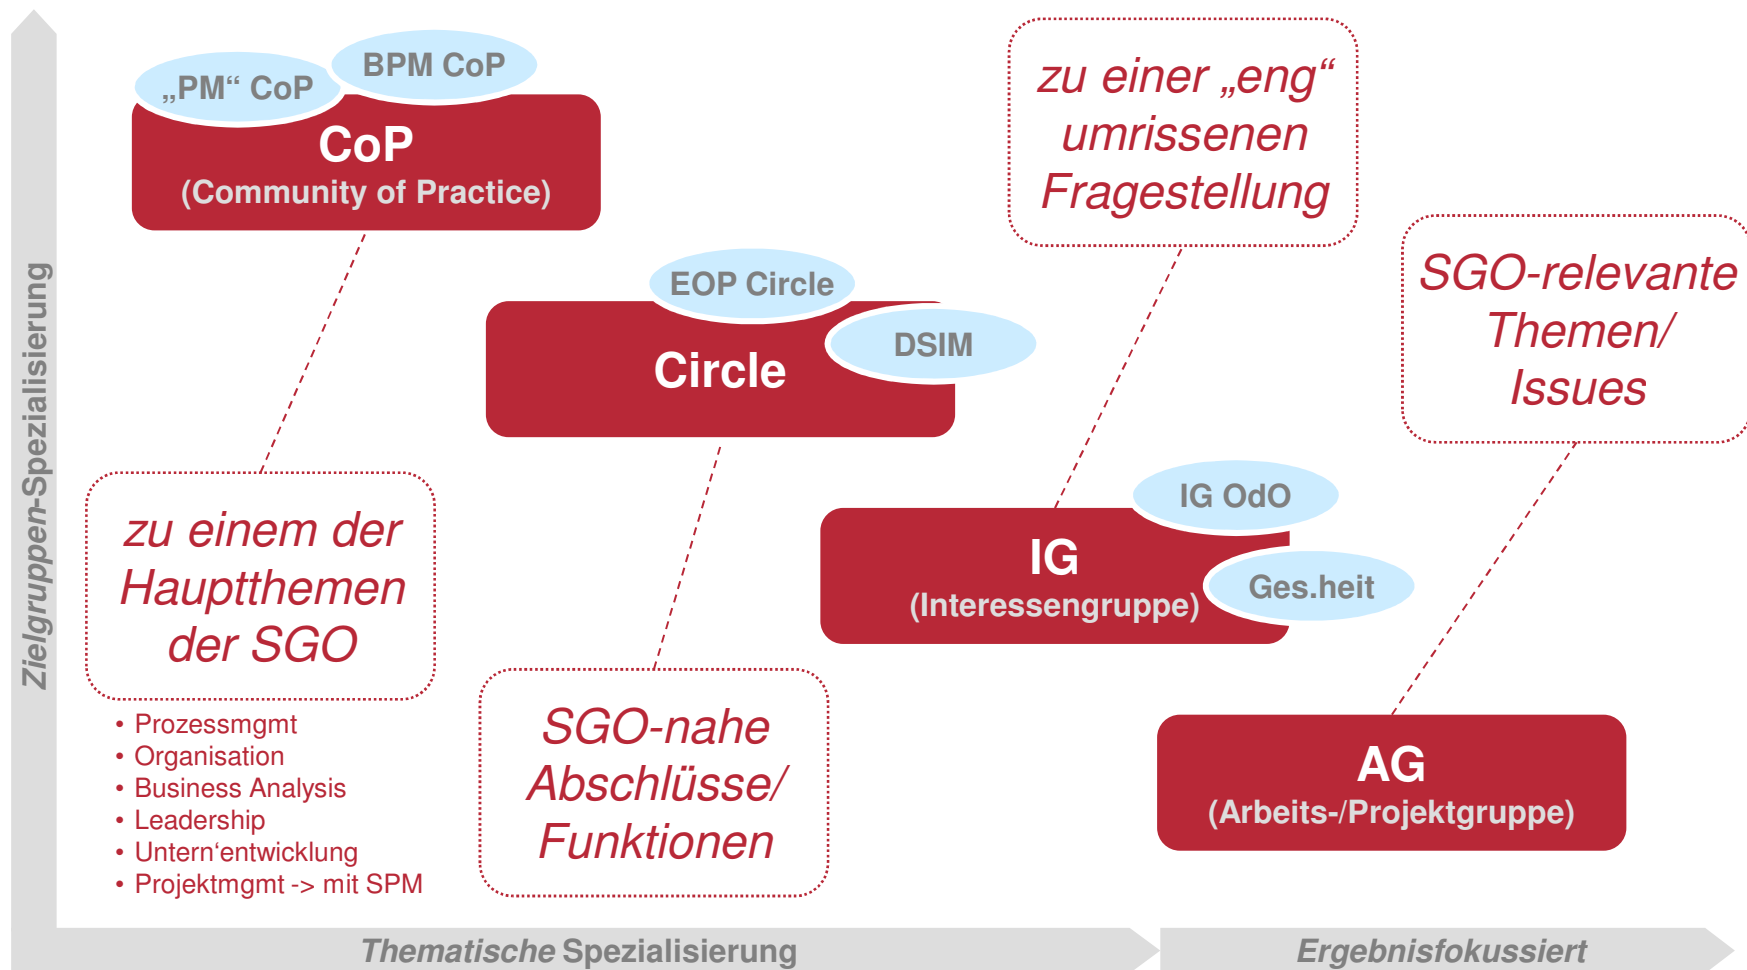 Zielgruppen-Spezialisierung
„PM“ CoP
BPM CoP
CoP
(Community of Practice)
zu einem der
Hauptthemen
der SGO
• Prozessmgmt
• Organisation
• Business Analysis
• Leadership
• Untern‘entwicklung
• Projektmgmt -> mit SPM
EOP Circle
DSIM
Circle
SGO-nahe
Abschlüsse/
Funktionen
zu einer „eng“
umrissenen
Fragestellung
IG OdO
IG
(Interessengruppe)
Ges.heit
SGO-relevante
Themen/
Issues
AG
(Arbeits-/Projektgruppe)
Thematische Spezialisierung
Ergebnisfokussiert